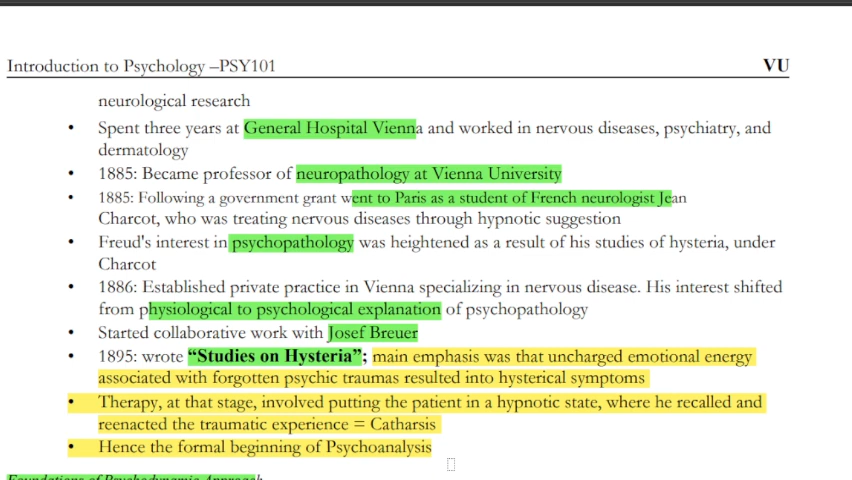 Introduction to Psychology –PSY101 VU
neurological research
• Spent three years at General Hospital Vienna and worked in nervous diseases, psychiatry, and
dermatology
• 1885: Became professor of neuropathology at Vienna University
• 1885: Following a government grant went to Paris as a student of French neurologist Jean
Charcot, who was treating nervous diseases through hypnotic suggestion
• Freud's interest in psychopathology was heightened as a result of his studies of hysteria, under
Charcot
• 1886: Established private practice in Vienna specializing in nervous disease. His interest shifted
from physiological to psychological explanation of psychopathology
• Started collaborative work with Josef Breuer
• 1895: wrote “Studies on Hysteria”; main emphasis was that uncharged emotional energy
associated with forgotten psychic traumas resulted into hysterical symptoms
• Therapy, at that stage, involved putting the patient in a hypnotic state, where he recalled and
reenacted the traumatic experience = Catharsis
• Hence the formal beginning of Psychoanalysis
Foundations of Psychodynamic Approach